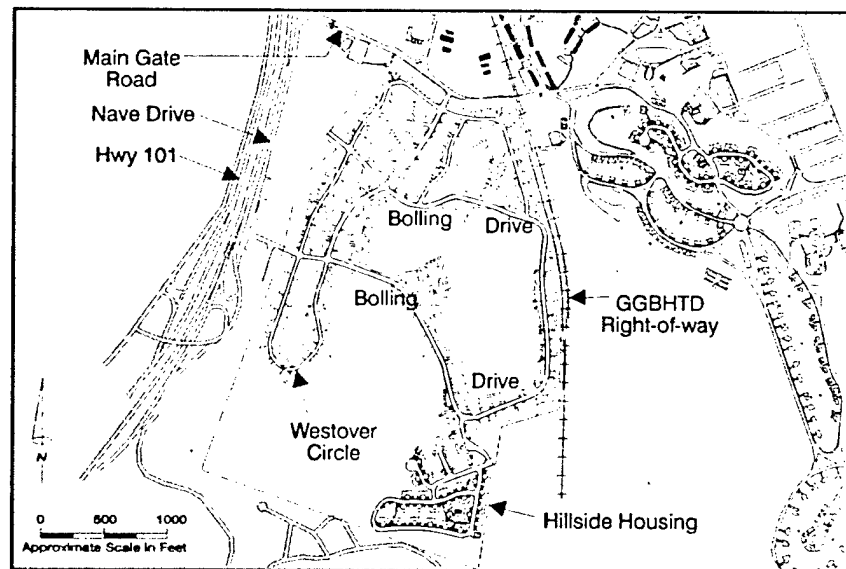 Main Gate
Road
Nave Drive
Hwy 101
Bolling
Drive
Bolling
GGBHTD
Right-of-way
Drive
Westover
Circle
Hillside Housing
N
0
500
1000
Approximate Scale In Feet